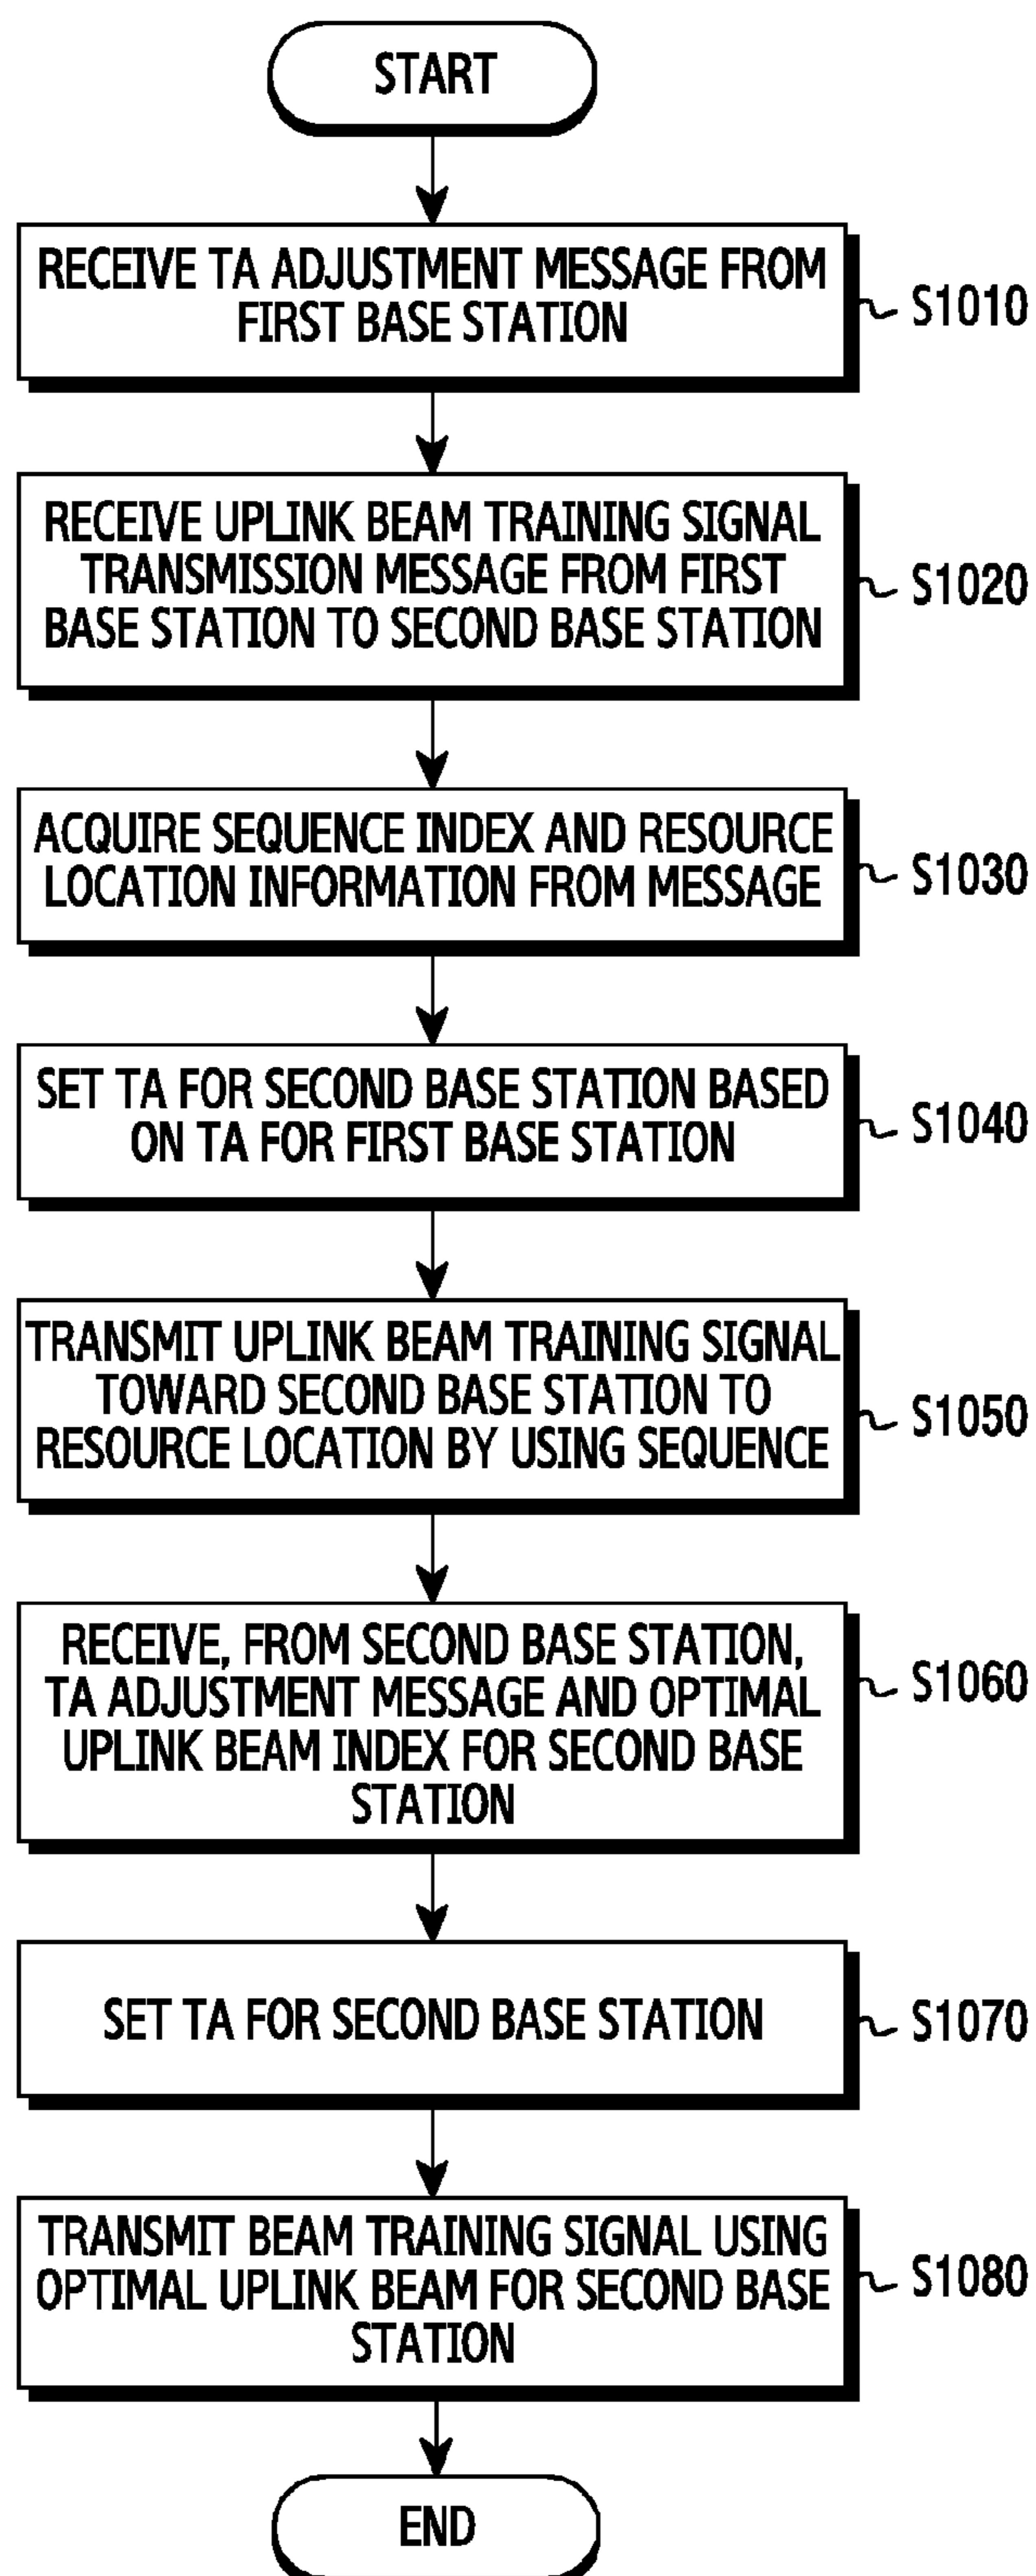 START
RECEIVE TA ADJUSTMENT MESSAGE FROM
FIRST BASE STATION
S1010
RECEIVE UPLINK BEAM TRAINING SIGNAL
TRANSMISSION MESSAGE FROM FIRST
BASE STATION TO SECOND BASE STATION
S1020
ACQUIRE SEQUENCE INDEX AND RESOURCE
LOCATION INFORMATION FROM MESSAGE
S1030
SET TA FOR SECOND BASE STATION BASED
ON TA FOR FIRST BASE STATION
S1040
TRANSMIT UPLINK BEAM TRAINING SIGNAL
TOWARD SECOND BASE STATION TO
RESOURCE LOCATION BY USING SEQUENCE
S1050
RECEIVE, FROM SECOND BASE STATION,
TA ADJUSTMENT MESSAGE AND OPTIMAL
UPLINK BEAM INDEX FOR SECOND BASE
STATION
S1060
SET TA FOR SECOND BASE STATION
S1070
TRANSMIT BEAM TRAINING SIGNAL USING
OPTIMAL UPLINK BEAM FOR SECOND BASE
STATION
S1080
END